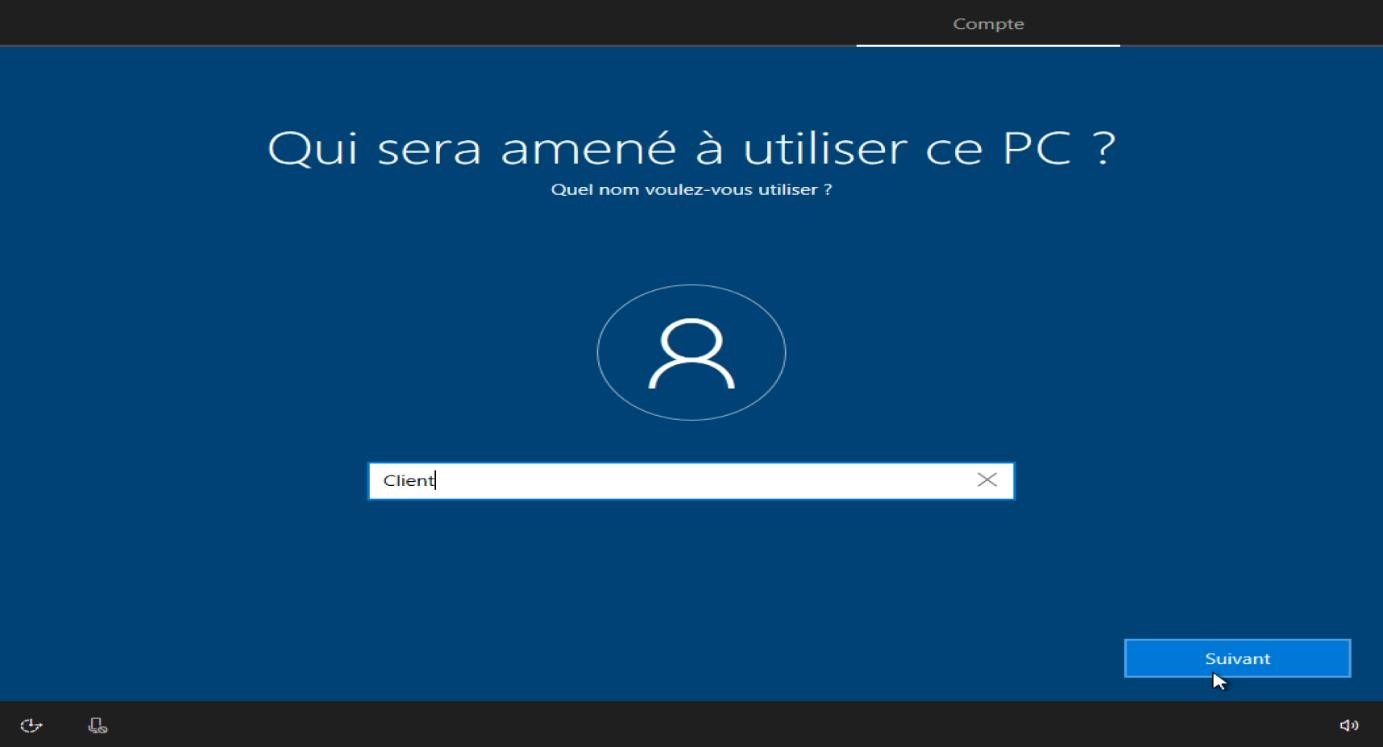 Compte
Qui sera amené à utiliser ce PC ?
Quel nom voulez-vous utiliser ?
Client
Suivant